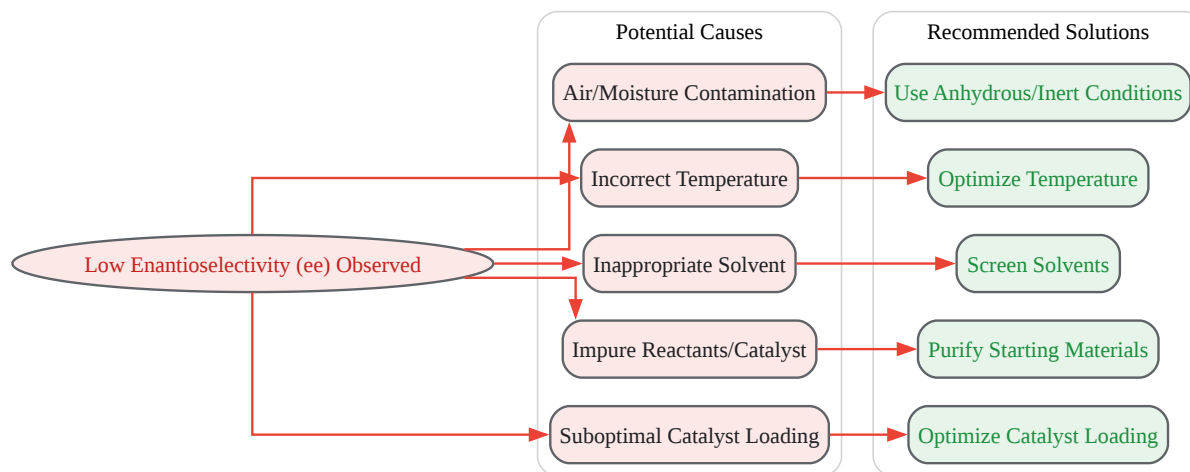 Potential Causes
Recommended Solutions
Air/Moisture Contamination
Use Anhydrous/Inert Conditions
Incorrect Temperature
Optimize Temperature
Low Enantioselectivity (ee) Observed
Inappropriate Solvent
Screen Solvents
Impure Reactants/Catalyst
Purify Starting Materials
Suboptimal Catalyst Loading
Optimize Catalyst Loading